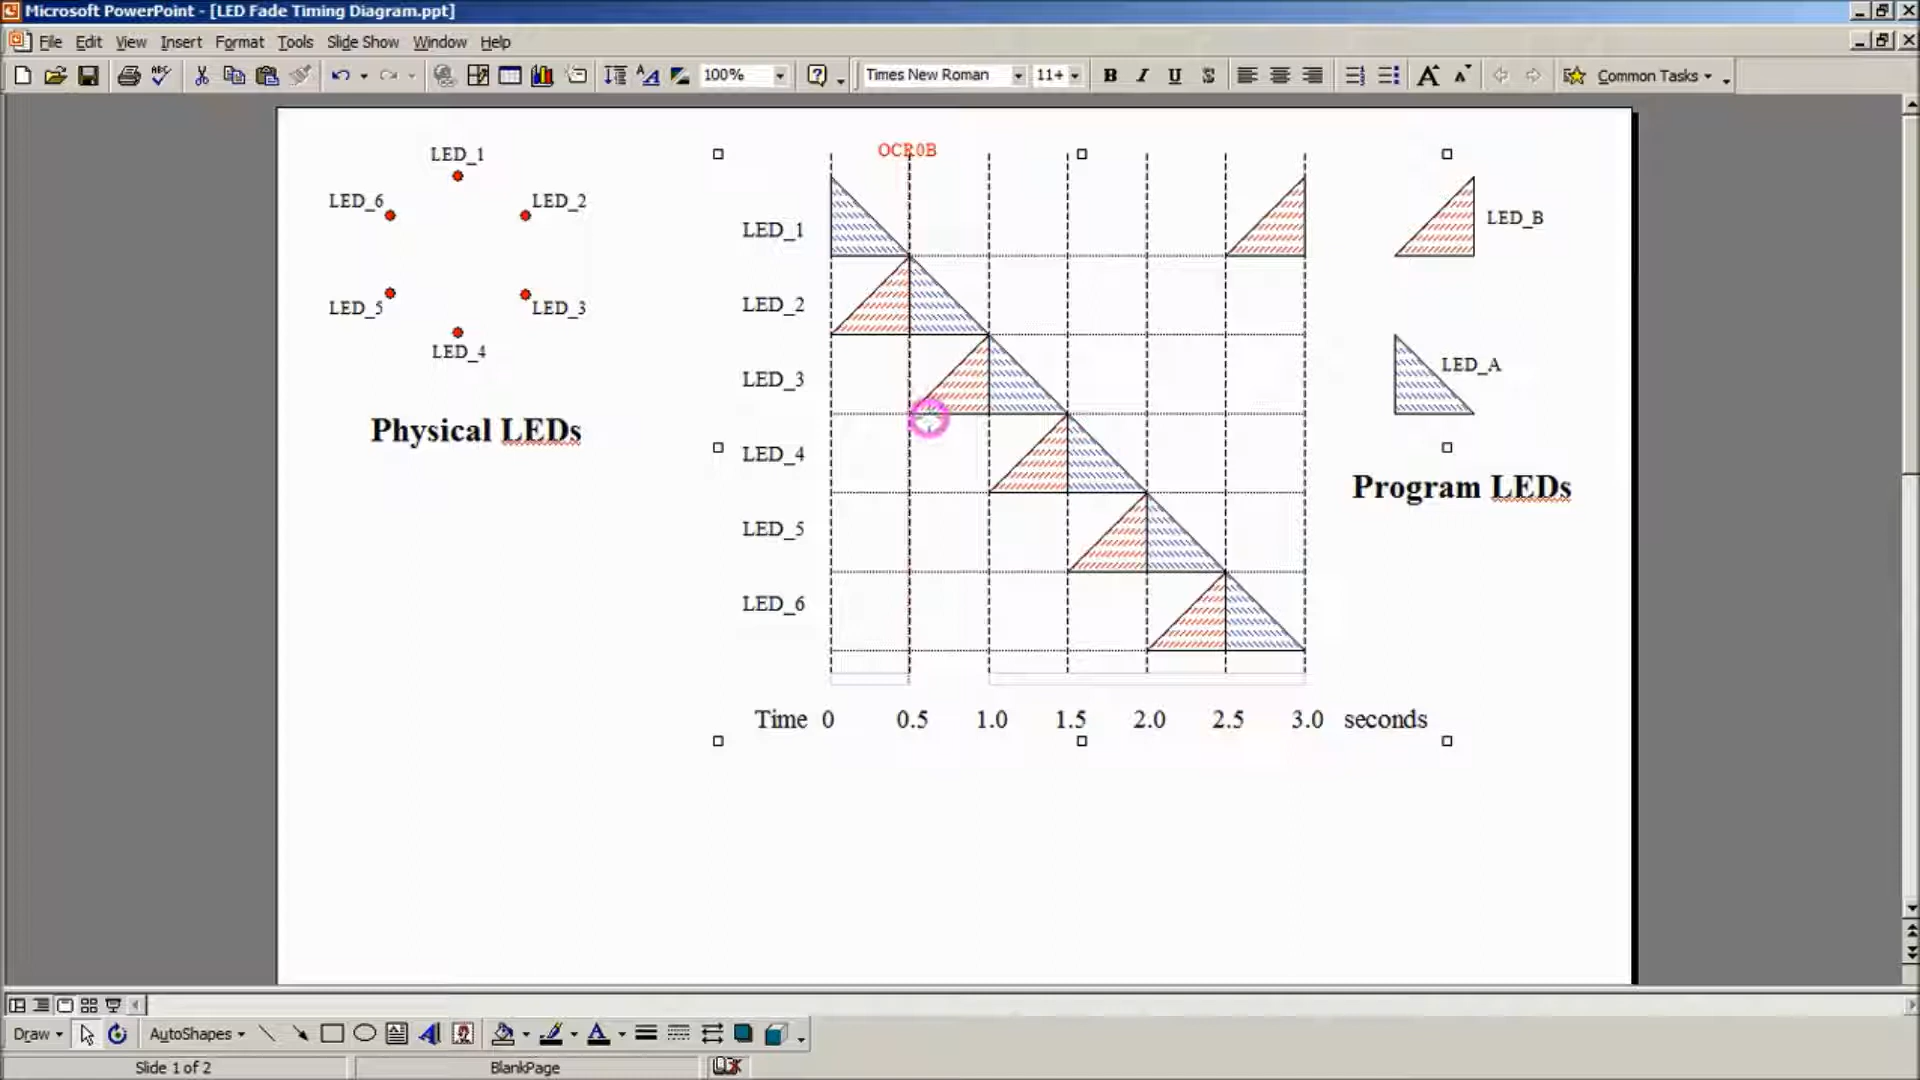 Microsoft PowerPoint - [LED Fade Timing Diagram.ppt]
File Edit View Insert Format Tools Slide Show Window Help
100% Times New Roman 11+ B I U S A A Common Tasks
LED_1
LED_6
LED_2
LED_5
LED_3
LED_4
Physical LEDs
OCR0B
LED_1
LED_2
LED_3
LED_4
LED_5
LED_6
Time 0 0.5 1.0 1.5 2.0 2.5 3.0 seconds
LED_B
LED_A
Program LEDs
Draw AutoShapes
Slide 1 of 2 BlankPage